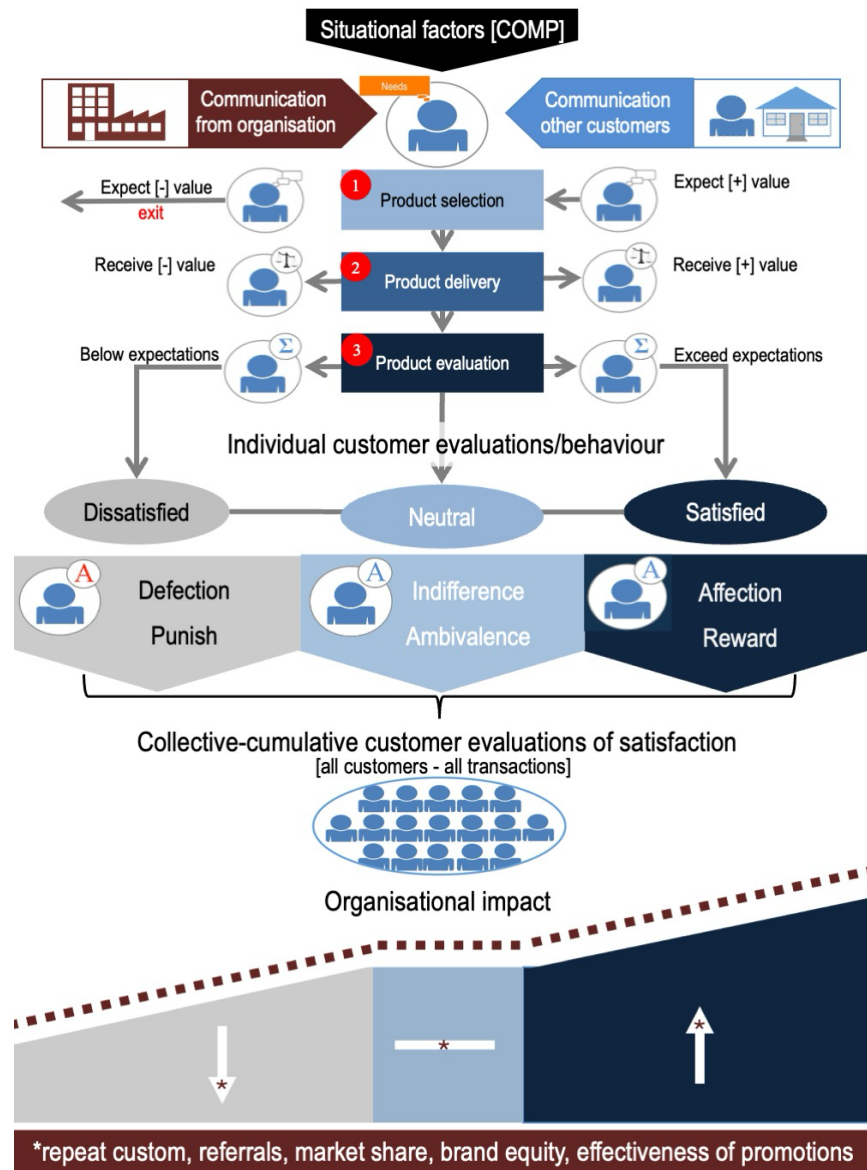 Situational factors [COMP]
Needs
Communication
from organisation
Communication
other customers
Expect [-] value
exit
1
Product selection
Expect [+] value
Receive [-] value
2
Product delivery
Receive [+] value
Below expectations
Σ
3
Product evaluation
Σ
Exceed expectations
Individual customer evaluations/behaviour
Dissatisfied
Neutral
Satisfied
A
Defection
Punish
A
Indifference
Ambivalence
A
Affection
Reward
Collective-cumulative customer evaluations of satisfaction
[all customers - all transactions]
Organisational impact
*
*
*
*repeat custom, referrals, market share, brand equity, effectiveness of promotions